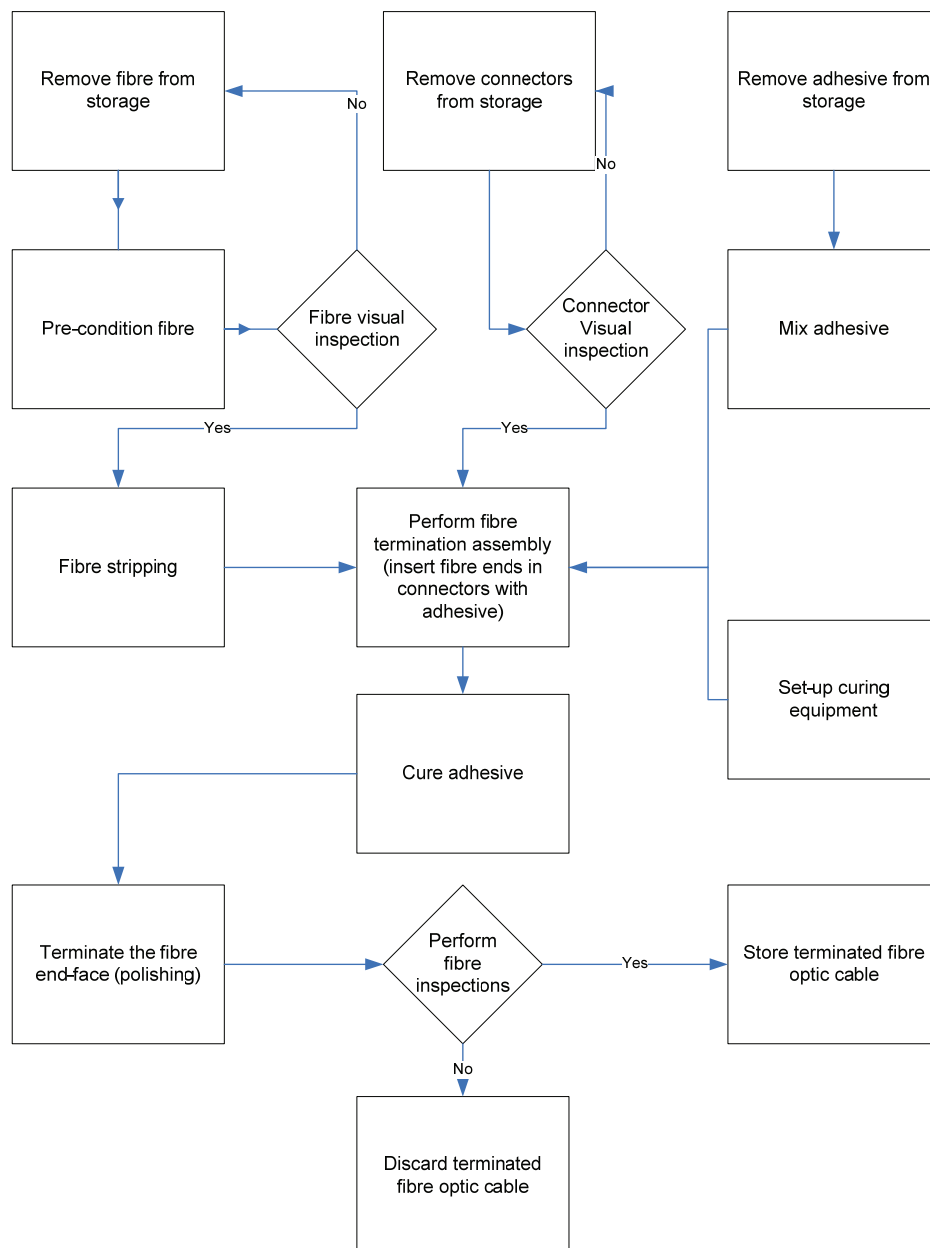 Remove fibre from
storage
No
Remove connectors
from storage
No
Remove adhesive from
storage
Pre-condition fibre
Fibre visual
inspection
Connector
Visual
inspection
Mix adhesive
Yes
Yes
Fibre stripping
Perform fibre
termination assembly
(insert fibre ends in
connectors with
adhesive)
Set-up curing
equipment
Cure adhesive
Terminate the fibre
end-face (polishing)
Perform
fibre
inspections
Yes
Store terminated fibre
optic cable
No
Discard terminated
fibre optic cable